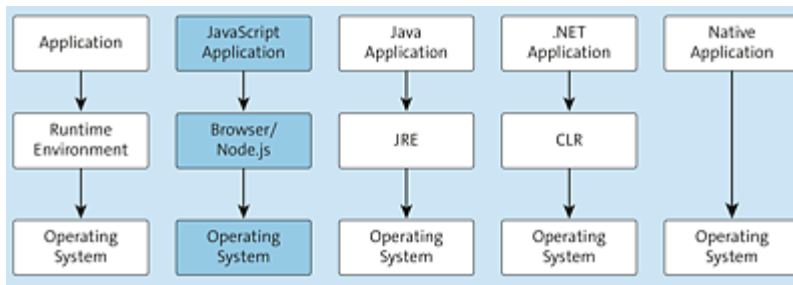 Application
JavaScript
Application
Java
Application
.NET
Application
Native
Application
Runtime
Environment
Browser/
Node.js
JRE
CLR
Operating
System
Operating
System
Operating
System
Operating
System
Operating
System